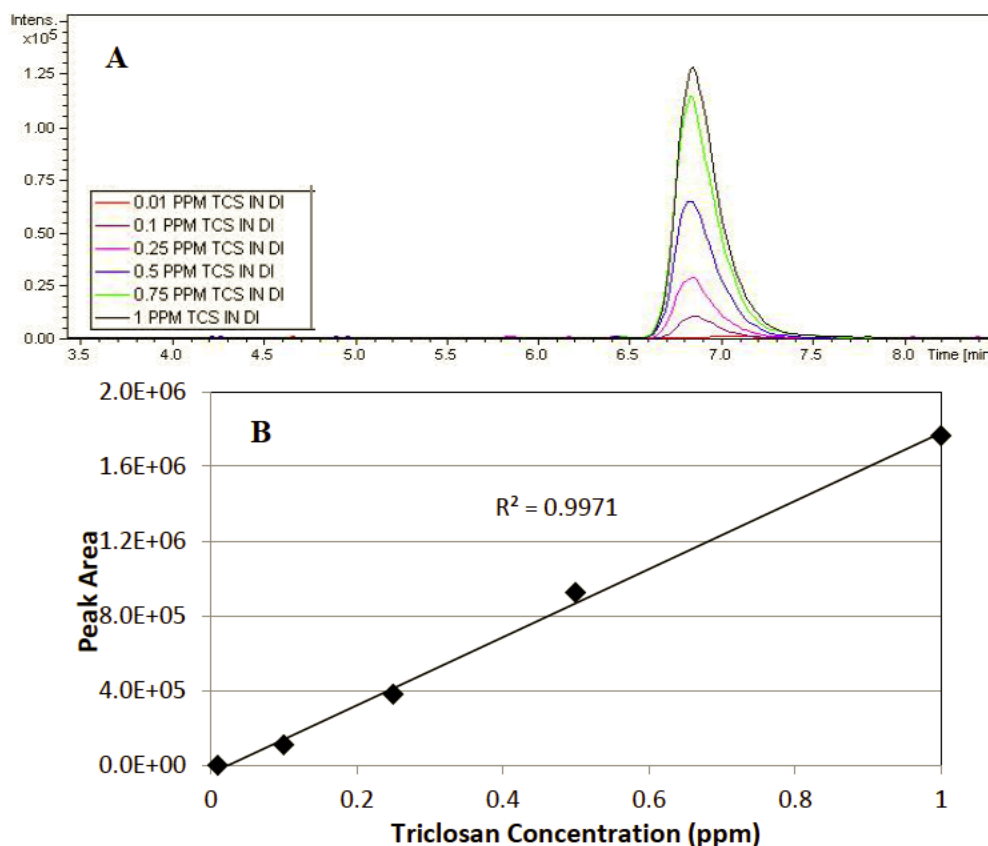 Intens.
x10⁵
A
1.25
1.00
0.75
0.50
0.25
0.00
0.01 PPM TCS IN DI
0.1 PPM TCS IN DI
0.25 PPM TCS IN DI
0.5 PPM TCS IN DI
0.75 PPM TCS IN DI
1 PPM TCS IN DI
3.5 4.0 4.5 5.0 5.5 6.0 6.5 7.0 7.5 8.0 Time [min
B
2.0E+06
1.6E+06
1.2E+06
8.0E+05
4.0E+05
0.0E+00
Peak Area
R² = 0.9971
0 0.2 0.4 0.6 0.8 1
Triclosan Concentration (ppm)